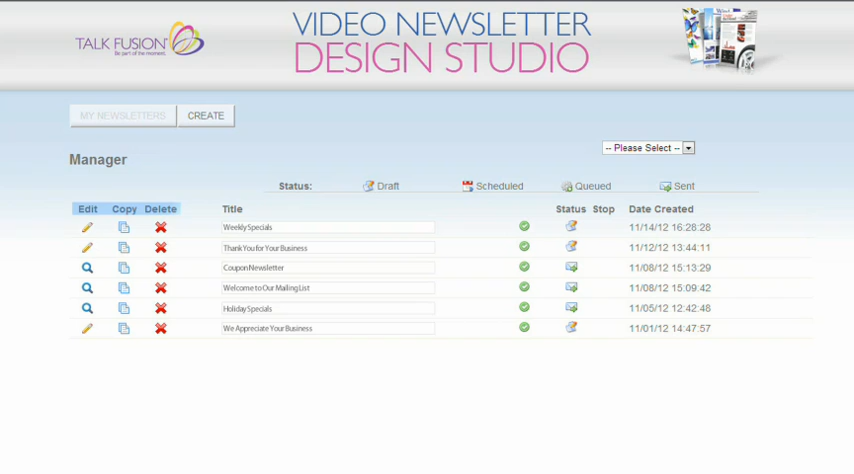 TALK FUSION®
Be part of the moment.
VIDEO NEWSLETTER
DESIGN STUDIO
MY NEWSLETTERS CREATE
-- Please Select --
Manager
Status: Draft Scheduled Queued Sent
Edit Copy Delete Title Status Stop Date Created
Weekly Specials 11/14/12 16:28:28
Thank You for Your Business 11/12/12 13:44:11
Coupon Newsletter 11/08/12 15:13:29
Welcome to Our Mailing List 11/08/12 15:09:42
Holiday Specials 11/05/12 12:42:48
We Appreciate Your Business 11/01/12 14:47:57